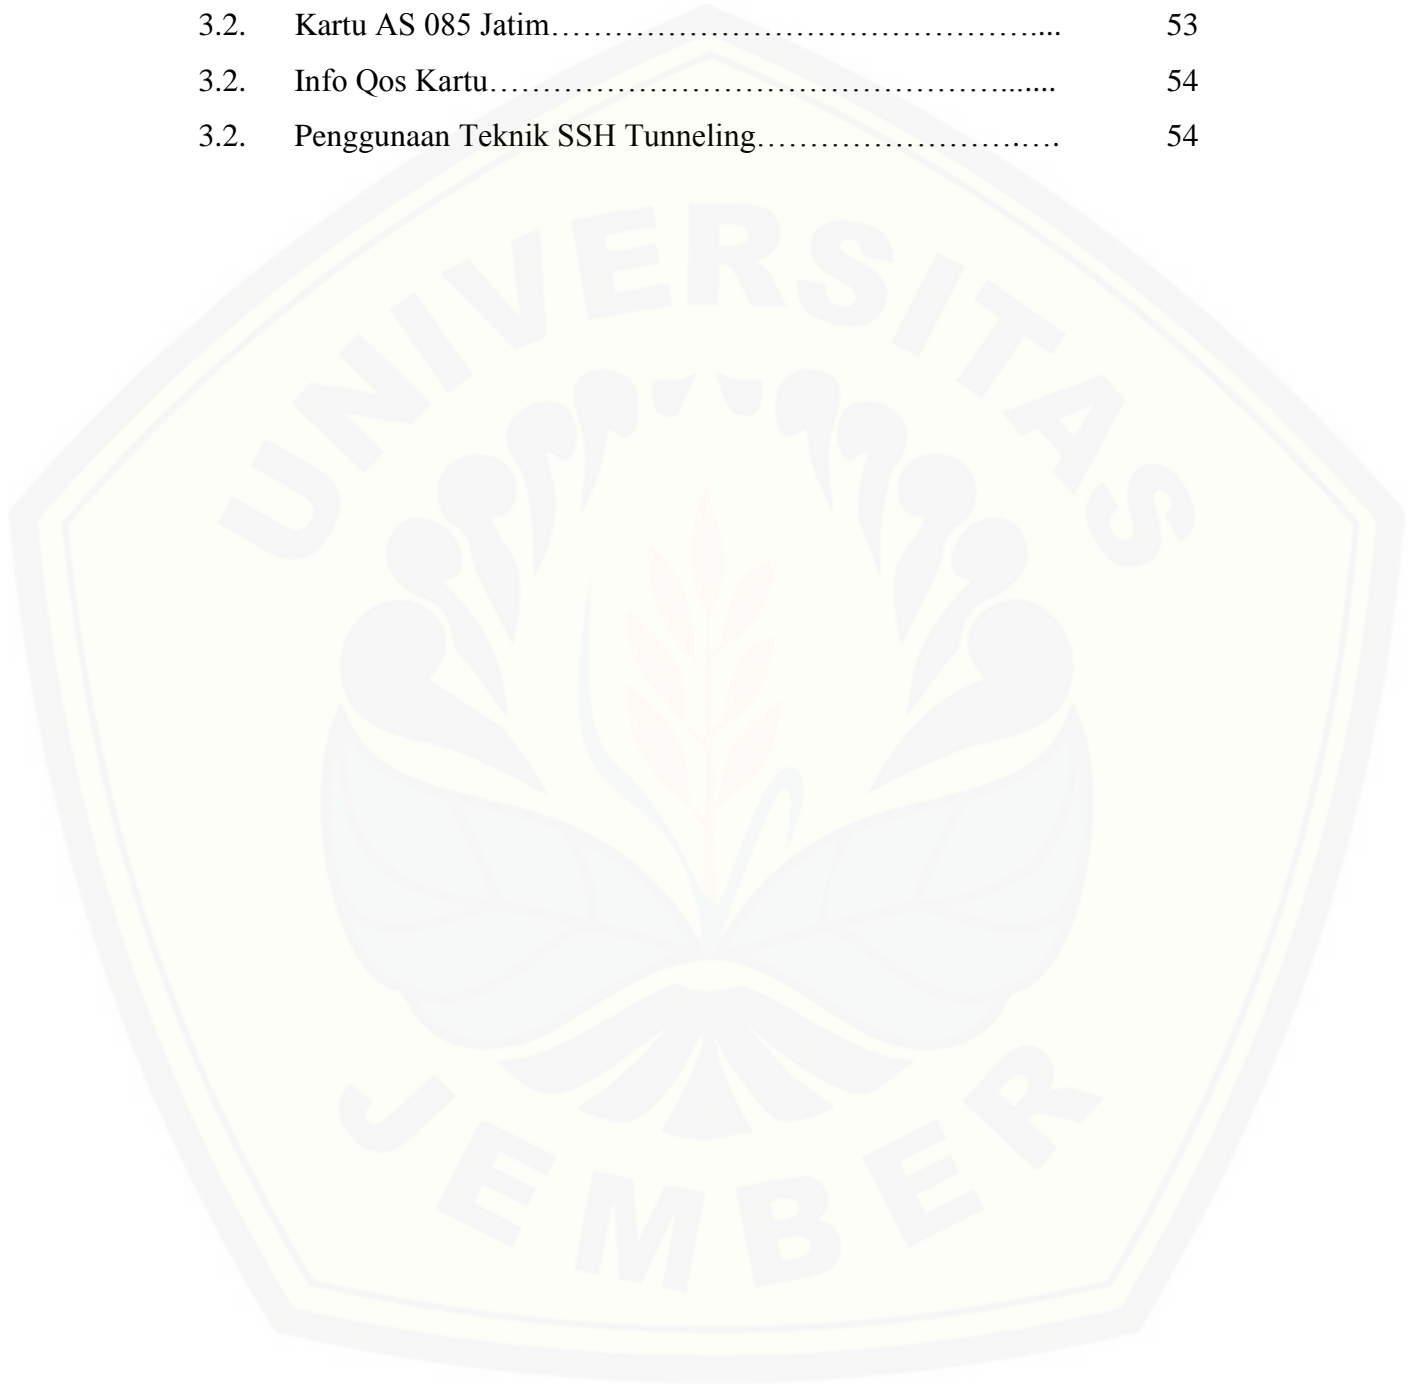 3.2. Kartu AS 085 Jatim……………………………………….... 53
3.2. Info Qos Kartu…………………………………………....... 54
3.2. Penggunaan Teknik SSH Tunneling…………………….…. 54
UNIVERSITAS
JEMBER